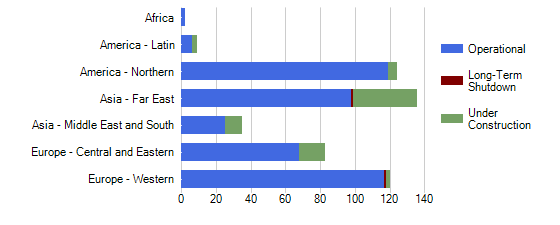 Africa
America - Latin
America - Northern
Asia - Far East
Asia - Middle East and South
Europe - Central and Eastern
Europe - Western
0 20 40 60 80 100 120 140
Operational
Long-Term
Shutdown
Under
Construction